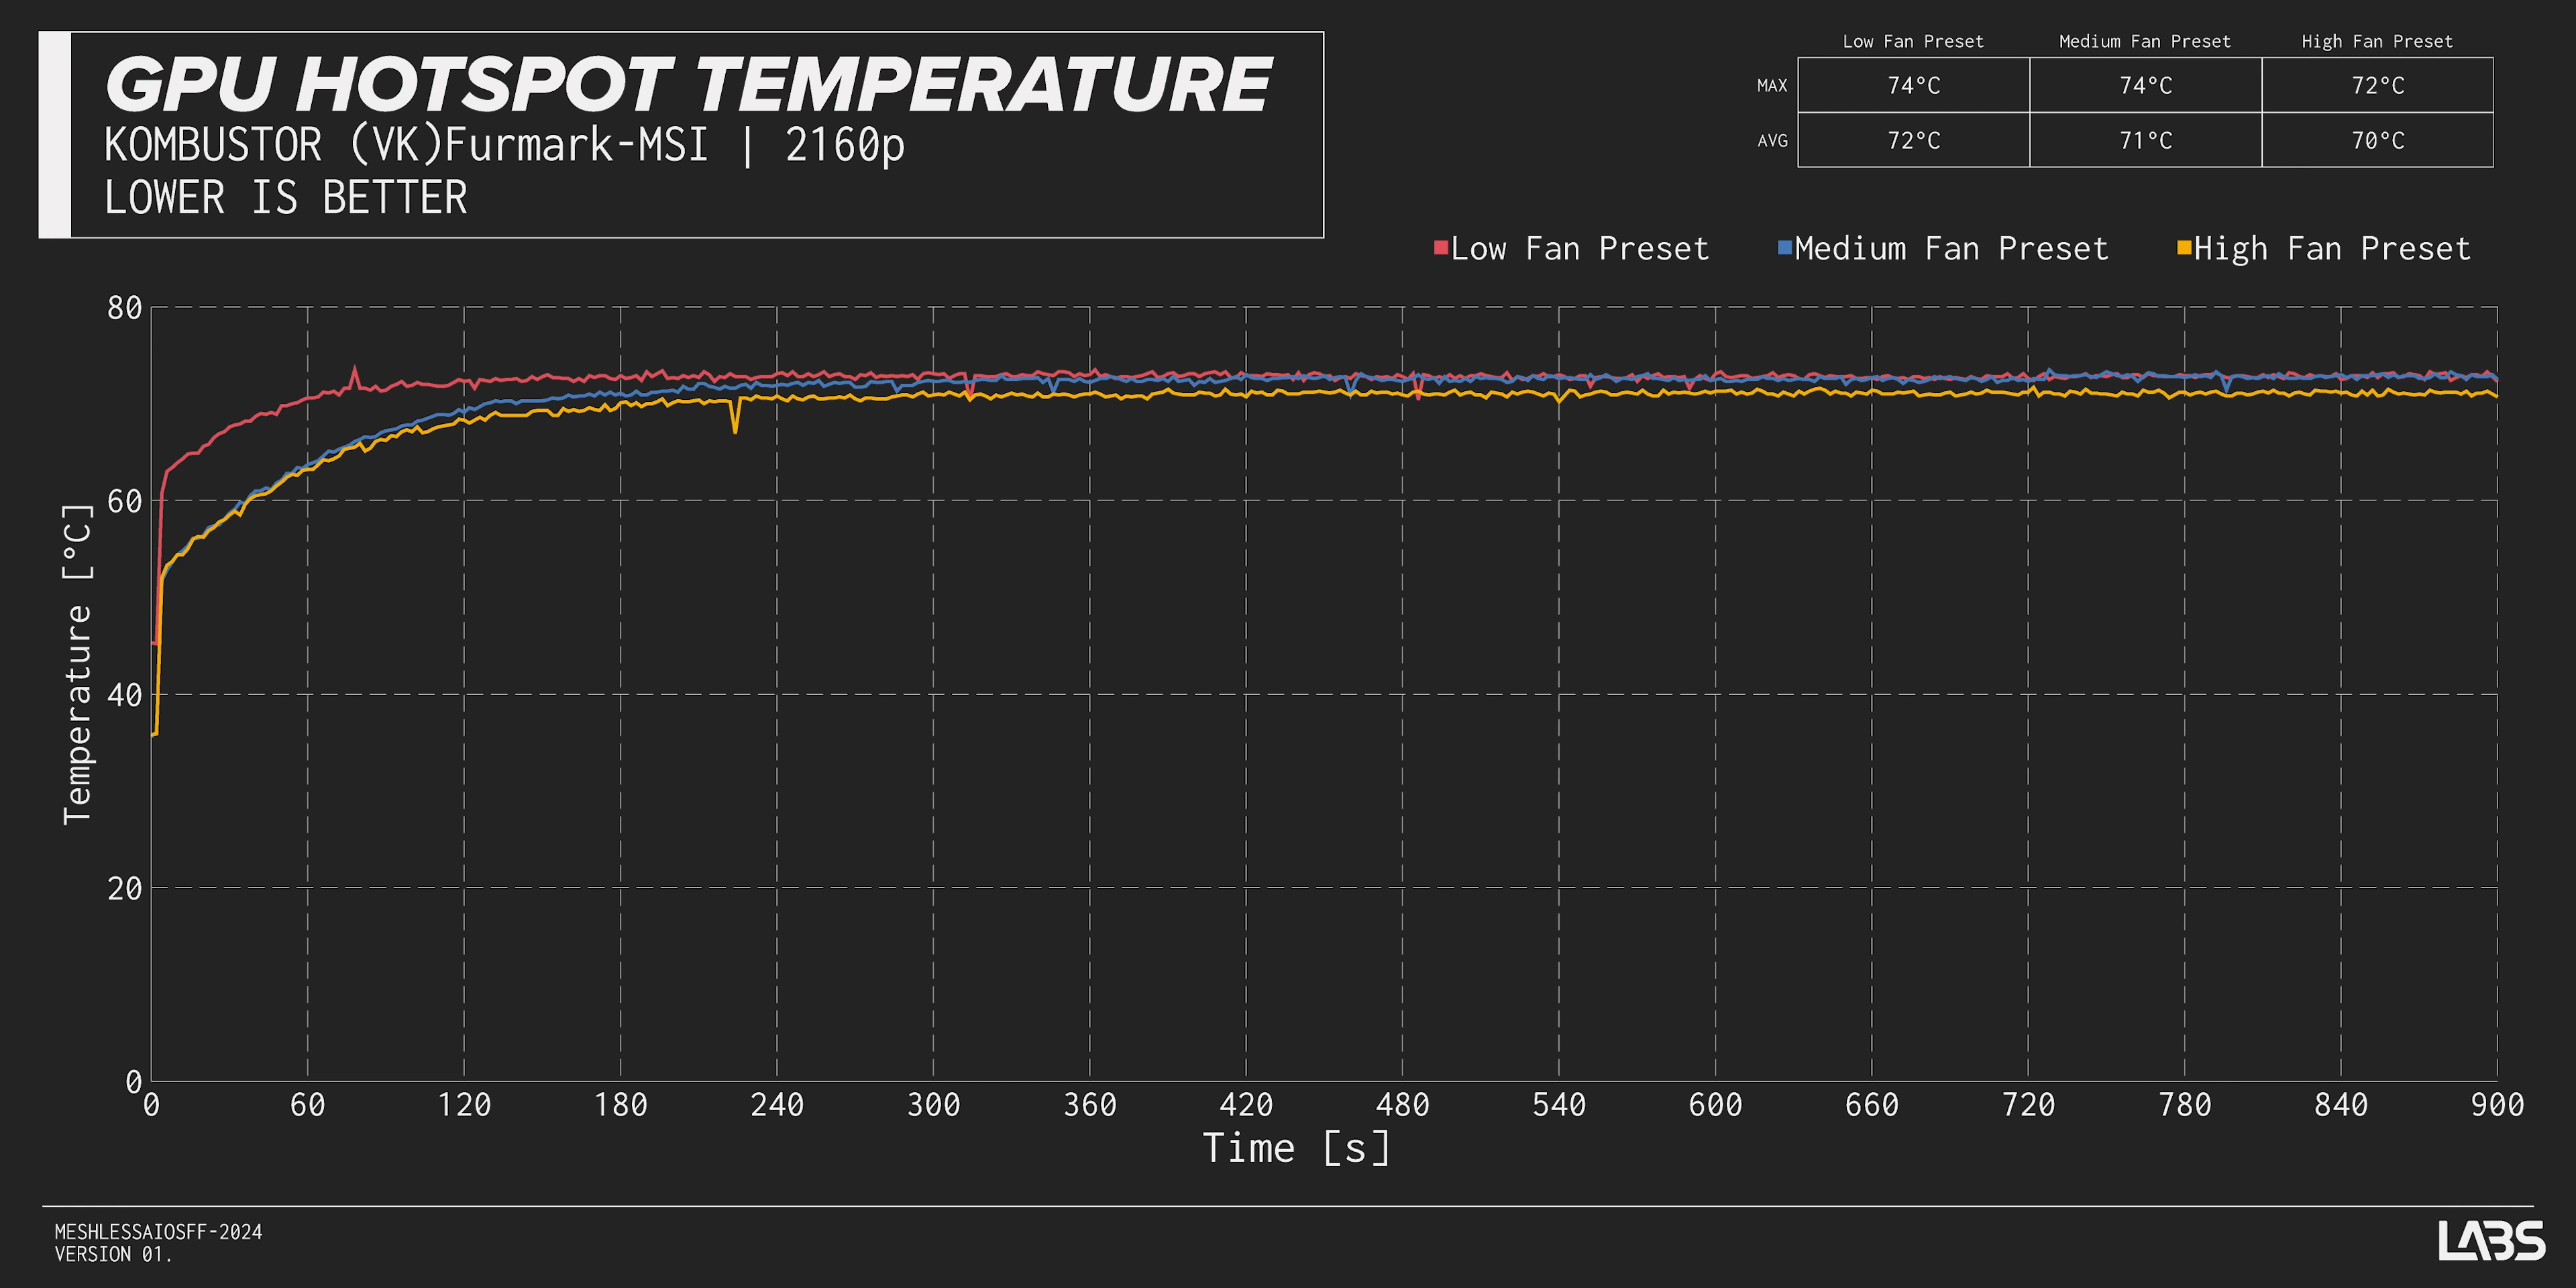 GPU HOTSPOT TEMPERATURE
KOMBUSTOR (VK)Furmark-MSI | 2160p
LOWER IS BETTER
Low Fan Preset Medium Fan Preset High Fan Preset
MAX 74°C 74°C 72°C
AVG 72°C 71°C 70°C
Low Fan Preset Medium Fan Preset High Fan Preset
Temperature [°C]
80
60
40
20
0
0 60 120 180 240 300 360 420 480 540 600 660 720 780 840 900
Time [s]
MESHLESSAIOSFF-2024
VERSION 01.
LABS